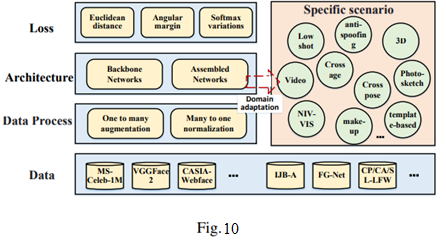 Specific scenario
Loss
Euclidean
distance
Angular
margin
Softmax
variations
Low
shot
anti-
spoofin
g
3D
Architecture
Backbone
Networks
Assembled
Networks
Video
Cross
age
Photo-
sketch
Cross
pose
Domain
adaptation
Data Process
One to many
augmentation
Many to one
normalization
NIV-
VIS
make-
up
templat
e-based
...
Data
MS-
Celeb-1M
VGGFace
2
CASIA-
Webface
...
IJB-A
FG-Net
CP/CA/S
L-LFW
...
Fig.10